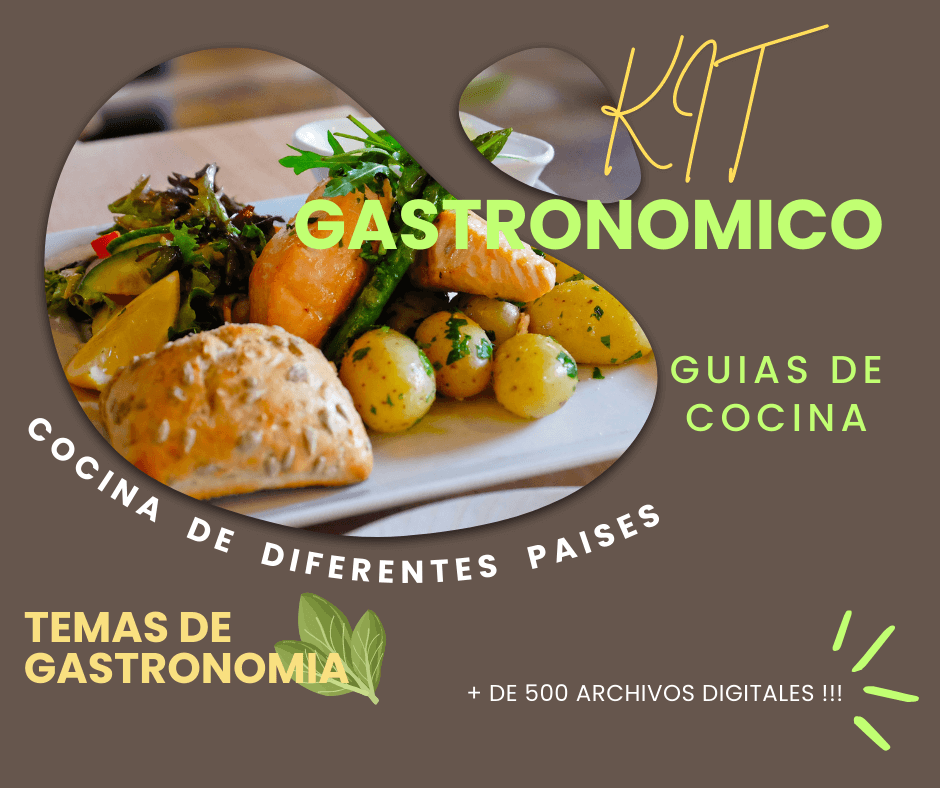 KIT
GASTRONOMICO
GUIAS DE
COCINA
COCINA DE DIFERENTES PAISES
TEMAS DE
GASTRONOMIA
+ DE 500 ARCHIVOS DIGITALES !!!